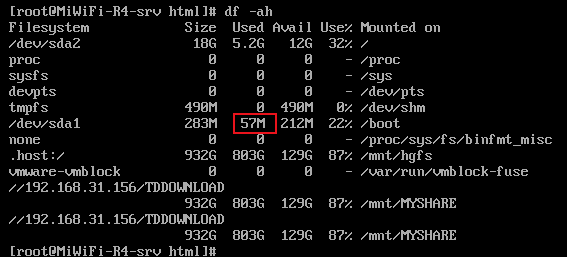 [root@MiWiFi-R4-srv html]# df -ah
Filesystem Size Used Avail Use% Mounted on
/dev/sda2 18G 5.2G 12G 32% /
proc 0 0 0 - /proc
sysfs 0 0 0 - /sys
devpts 0 0 0 - /dev/pts
tmpfs 490M 0 490M 0% /dev/shm
/dev/sda1 283M 57M 212M 22% /boot
none 0 0 0 - /proc/sys/fs/binfmt_misc
.host:/ 932G 803G 129G 87% /mnt/hgfs
vmware-vmblock 0 0 0 - /var/run/vmblock-fuse
//192.168.31.156/TDDOWNLOAD
932G 803G 129G 87% /mnt/MYSHARE
//192.168.31.156/TDDOWNLOAD
932G 803G 129G 87% /mnt/MYSHARE
[root@MiWiFi-R4-srv html]#